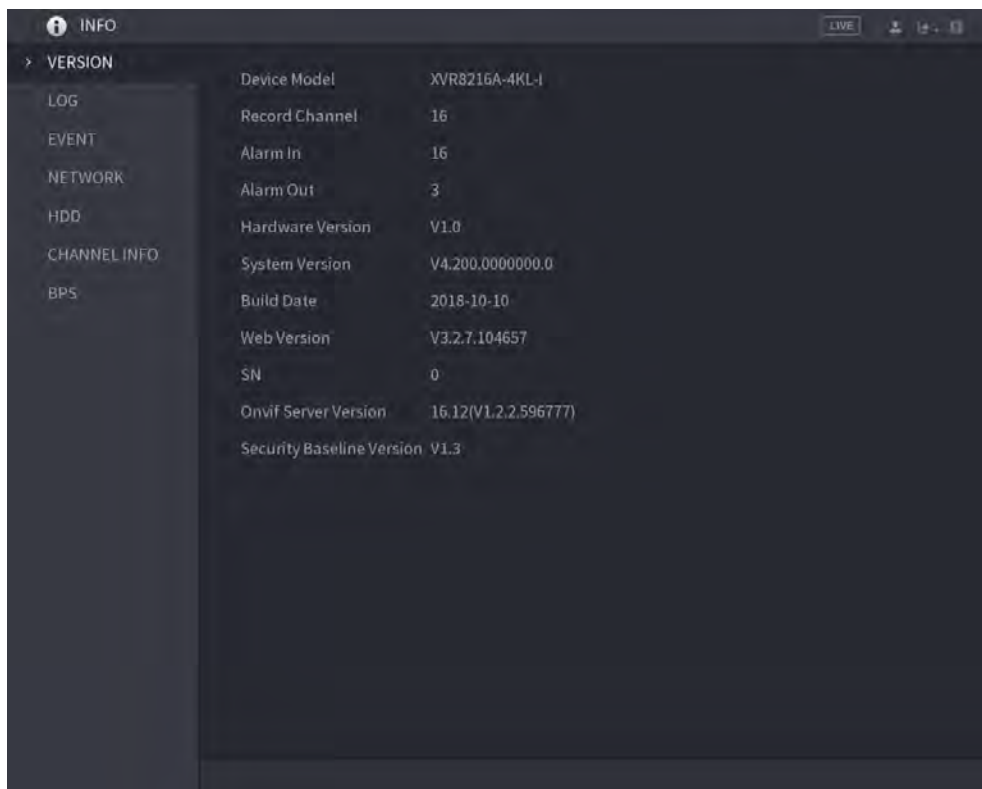 INFO
LIVE
VERSION
LOG
EVENT
NETWORK
HDD
CHANNEL INFO
BPS
Device Model XVR8216A-4KL-I
Record Channel 16
Alarm In 16
Alarm Out 3
Hardware Version V1.0
System Version V4.200.0000000.0
Build Date 2018-10-10
Web Version V3.2.7.104657
SN 0
Onvif Server Version 16.12(V1.2.2.596777)
Security Baseline Version V1.3